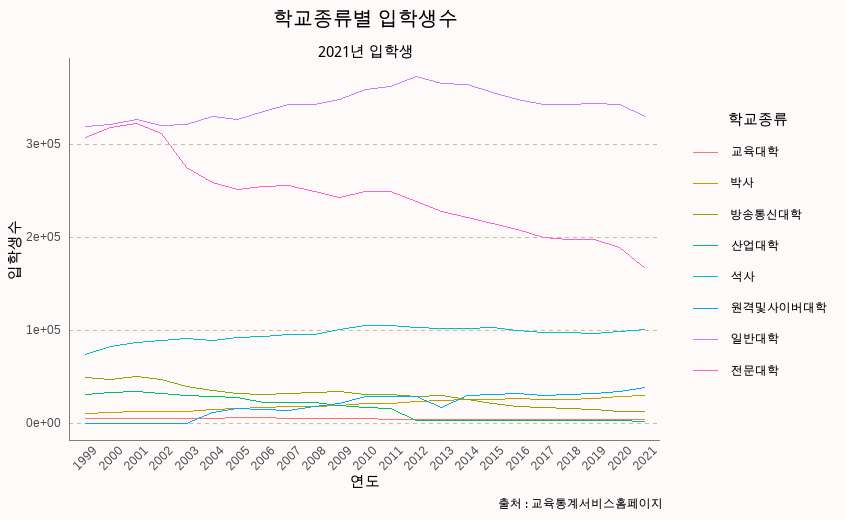 학교종류별 입학생수
2021년 입학생
입학생수
3e+05
2e+05
1e+05
0e+00
1999 2000 2001 2002 2003 2004 2005 2006 2007 2008 2009 2010 2011 2012 2013 2014 2015 2016 2017 2018 2019 2020 2021
연도
학교종류
교육대학
박사
방송통신대학
산업대학
석사
원격및사이버대학
일반대학
전문대학
출처 : 교육통계서비스홈페이지